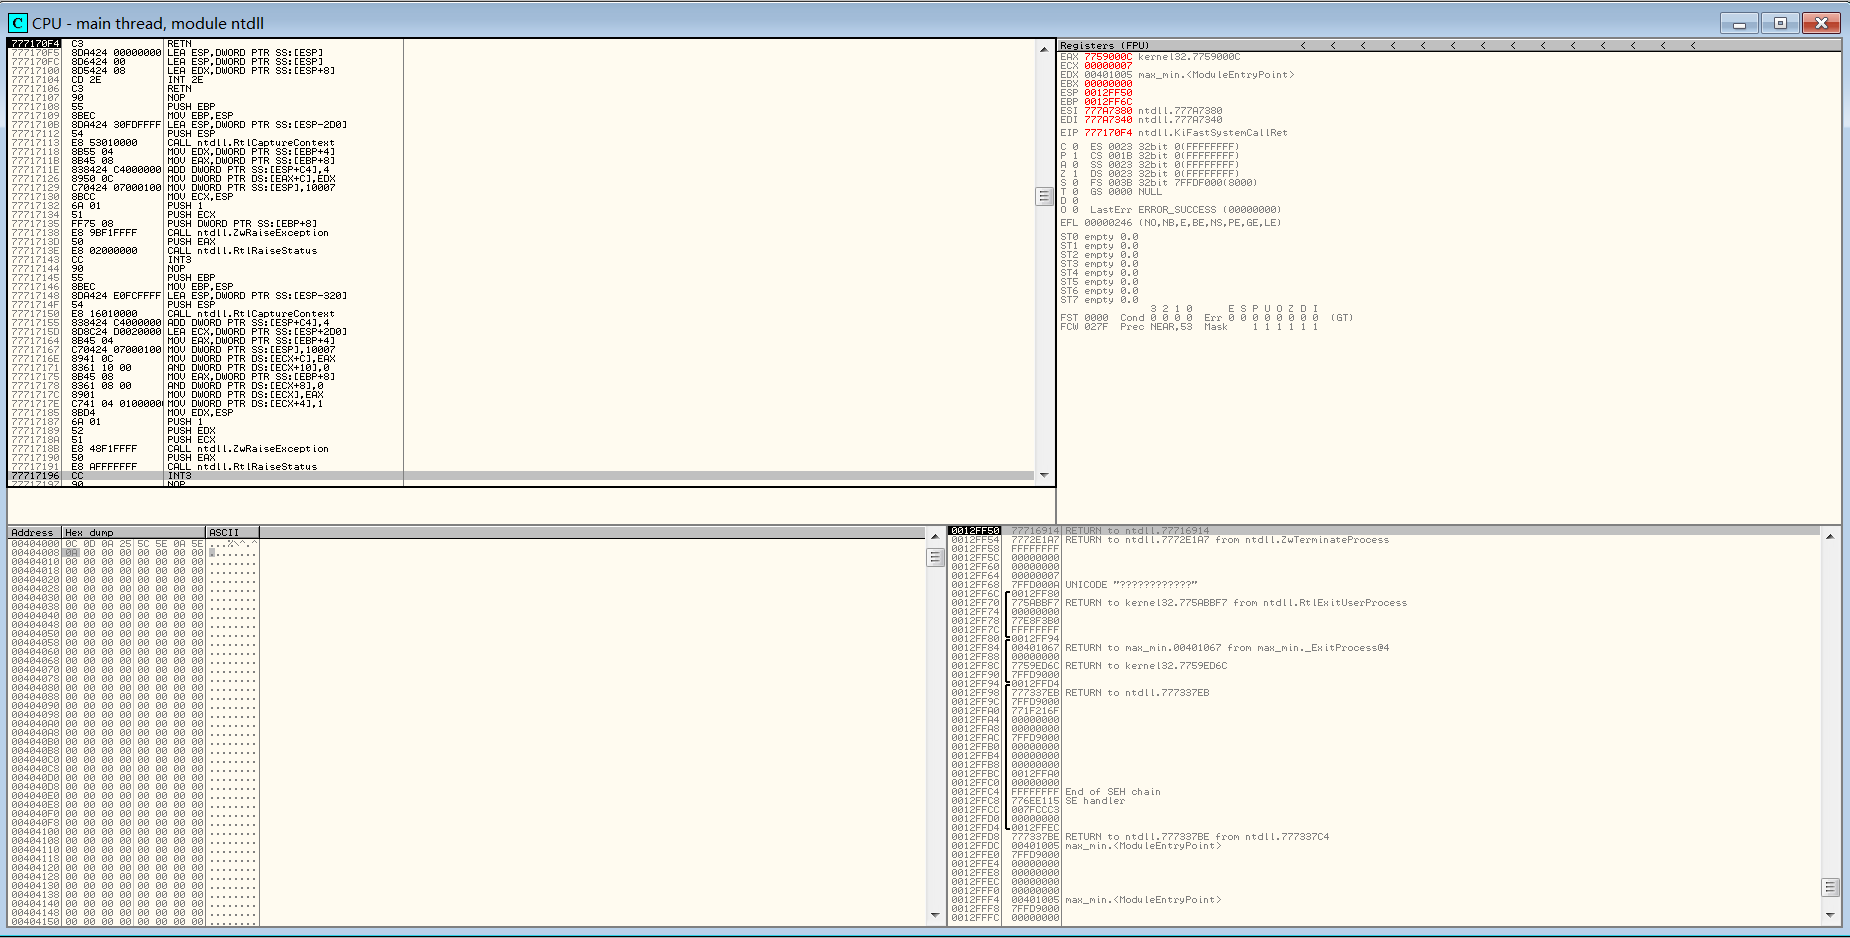 CPU - main thread, module ntdll
777170F4 C3 RETN
777170F5 8DA424 00000000 LEA ESP,DWORD PTR SS:[ESP]
777170FC 8D6424 00 LEA ESP,DWORD PTR SS:[ESP]
77717100 8D5424 08 LEA EDX,DWORD PTR SS:[ESP+8]
77717104 CD 2E INT 2E
77717106 C3 RETN
77717107 90 NOP
77717108 55 PUSH EBP
77717109 8BEC MOV EBP,ESP
7771710B 8DA424 30FDFFFF LEA ESP,DWORD PTR SS:[ESP-2D0]
77717112 54 PUSH ESP
77717113 E8 53010000 CALL ntdll.RtlCaptureContext
77717118 8B55 04 MOV EDX,DWORD PTR SS:[EBP+4]
7771711B 8B45 08 MOV EAX,DWORD PTR SS:[EBP+8]
7771711E 838424 C4000000 ADD DWORD PTR SS:[ESP+C4],4
77717126 8950 0C MOV DWORD PTR DS:[EAX+C],EDX
77717129 C70424 07000100 MOV DWORD PTR SS:[ESP],10007
77717130 8BCC MOV ECX,ESP
77717132 6A 01 PUSH 1
77717134 51 PUSH ECX
77717135 FF75 08 PUSH DWORD PTR SS:[EBP+8]
77717138 E8 9BF1FFFF CALL ntdll.ZwRaiseException
7771713D 50 PUSH EAX
7771713E E8 02000000 CALL ntdll.RtlRaiseStatus
77717143 CC INT3
77717144 90 NOP
77717145 55 PUSH EBP
77717146 8BEC MOV EBP,ESP
77717148 8DA424 E0FCFFFF LEA ESP,DWORD PTR SS:[ESP-320]
7771714F 54 PUSH ESP
77717150 E8 16010000 CALL ntdll.RtlCaptureContext
77717155 838424 C4000000 ADD DWORD PTR SS:[ESP+C4],4
7771715D 8D8C24 D0020000 LEA ECX,DWORD PTR SS:[ESP+2D0]
77717164 8B45 04 MOV EAX,DWORD PTR SS:[EBP+4]
77717167 C70424 07000100 MOV DWORD PTR SS:[ESP],10007
7771716E 8941 0C MOV DWORD PTR DS:[ECX+C],EAX
77717171 8361 10 00 AND DWORD PTR DS:[ECX+10],0
77717175 8B45 08 MOV EAX,DWORD PTR SS:[EBP+8]
77717178 8361 08 00 AND DWORD PTR DS:[ECX+8],0
7771717C 8901 MOV DWORD PTR DS:[ECX],EAX
7771717E C741 04 0100000 MOV DWORD PTR DS:[ECX+4],1
77717185 8BD4 MOV EDX,ESP
77717187 6A 01 PUSH 1
77717189 52 PUSH EDX
7771718A 51 PUSH ECX
7771718B E8 48F1FFFF CALL ntdll.ZwRaiseException
77717190 50 PUSH EAX
77717191 E8 AFFFFFFF CALL ntdll.RtlRaiseStatus
77717196 CC INT3
77717197 90 NOP
Registers (FPU) < < < < < < < < < < < < < <
EAX 7759000C kernel32.7759000C
ECX 00000007
EDX 00401005 max_min.<ModuleEntryPoint>
EBX 00000000
ESP 0012FF50
EBP 0012FF6C
ESI 777A7380 ntdll.777A7380
EDI 777A7340 ntdll.777A7340
EIP 777170F4 ntdll.KiFastSystemCallRet
C 0 ES 0023 32bit 0(FFFFFFFF)
P 1 CS 001B 32bit 0(FFFFFFFF)
A 0 SS 0023 32bit 0(FFFFFFFF)
Z 1 DS 0023 32bit 0(FFFFFFFF)
S 0 FS 003B 32bit 7FFDF000(8000)
T 0 GS 0000 NULL
D 0
O 0 LastErr ERROR_SUCCESS (00000000)
EFL 00000246 (NO,NB,E,BE,NS,PE,GE,LE)
ST0 empty 0.0
ST1 empty 0.0
ST2 empty 0.0
ST3 empty 0.0
ST4 empty 0.0
ST5 empty 0.0
ST6 empty 0.0
ST7 empty 0.0
3 2 1 0 E S P U O Z D I
FST 0000 Cond 0 0 0 0 Err 0 0 0 0 0 0 0 0 (GT)
FCW 027F Prec NEAR,53 Mask 1 1 1 1 1 1
Address Hex dump ASCII
00404000 0C 0D 0A 25 5C 5E 0A 5E ...%\^.^
00404008 0A 00 00 00 00 00 00 00 ........
00404010 00 00 00 00 00 00 00 00 ........
00404018 00 00 00 00 00 00 00 00 ........
00404020 00 00 00 00 00 00 00 00 ........
00404028 00 00 00 00 00 00 00 00 ........
00404030 00 00 00 00 00 00 00 00 ........
00404038 00 00 00 00 00 00 00 00 ........
00404040 00 00 00 00 00 00 00 00 ........
00404048 00 00 00 00 00 00 00 00 ........
00404050 00 00 00 00 00 00 00 00 ........
00404058 00 00 00 00 00 00 00 00 ........
00404060 00 00 00 00 00 00 00 00 ........
00404068 00 00 00 00 00 00 00 00 ........
00404070 00 00 00 00 00 00 00 00 ........
00404078 00 00 00 00 00 00 00 00 ........
00404080 00 00 00 00 00 00 00 00 ........
00404088 00 00 00 00 00 00 00 00 ........
00404090 00 00 00 00 00 00 00 00 ........
00404098 00 00 00 00 00 00 00 00 ........
004040A0 00 00 00 00 00 00 00 00 ........
004040A8 00 00 00 00 00 00 00 00 ........
004040B0 00 00 00 00 00 00 00 00 ........
004040B8 00 00 00 00 00 00 00 00 ........
004040C0 00 00 00 00 00 00 00 00 ........
004040C8 00 00 00 00 00 00 00 00 ........
004040D0 00 00 00 00 00 00 00 00 ........
004040D8 00 00 00 00 00 00 00 00 ........
004040E0 00 00 00 00 00 00 00 00 ........
004040E8 00 00 00 00 00 00 00 00 ........
004040F0 00 00 00 00 00 00 00 00 ........
004040F8 00 00 00 00 00 00 00 00 ........
00404100 00 00 00 00 00 00 00 00 ........
00404108 00 00 00 00 00 00 00 00 ........
00404110 00 00 00 00 00 00 00 00 ........
00404118 00 00 00 00 00 00 00 00 ........
00404120 00 00 00 00 00 00 00 00 ........
00404128 00 00 00 00 00 00 00 00 ........
00404130 00 00 00 00 00 00 00 00 ........
00404138 00 00 00 00 00 00 00 00 ........
00404140 00 00 00 00 00 00 00 00 ........
00404148 00 00 00 00 00 00 00 00 ........
00404150 00 00 00 00 00 00 00 00 ........
0012FF50 77716914 RETURN to ntdll.77716914
0012FF54 7772E1A7 RETURN to ntdll.7772E1A7 from ntdll.ZwTerminateProcess
0012FF58 FFFFFFFF
0012FF5C 00000000
0012FF60 00000000
0012FF64 00000007
0012FF68 7FFD000A UNICODE "????????????"
0012FF6C 0012FF80
0012FF70 775ABBF7 RETURN to kernel32.775ABBF7 from ntdll.RtlExitUserProcess
0012FF74 00000000
0012FF78 77E8F3B0
0012FF7C FFFFFFFF
0012FF80 0012FF94
0012FF84 00401067 RETURN to max_min.00401067 from max_min._ExitProcess@4
0012FF88 00000000
0012FF8C 7759ED6C RETURN to kernel32.7759ED6C
0012FF90 7FFD9000
0012FF94 0012FFD4
0012FF98 777337EB RETURN to ntdll.777337EB
0012FF9C 7FFD9000
0012FFA0 771F216F
0012FFA4 00000000
0012FFA8 00000000
0012FFAC 7FFD9000
0012FFB0 00000000
0012FFB4 00000000
0012FFB8 00000000
0012FFBC 0012FFA0
0012FFC0 00000000
0012FFC4 FFFFFFFF End of SEH chain
0012FFC8 776EE115 SE handler
0012FFCC 007FCCC3
0012FFD0 00000000
0012FFD4 0012FFEC
0012FFD8 777337BE RETURN to ntdll.777337BE from ntdll.777337C4
0012FFDC 00401005 max_min.<ModuleEntryPoint>
0012FFE0 7FFD9000
0012FFE4 00000000
0012FFE8 00000000
0012FFEC 00000000
0012FFF0 00000000
0012FFF4 00401005 max_min.<ModuleEntryPoint>
0012FFF8 7FFD9000
0012FFFC 00000000